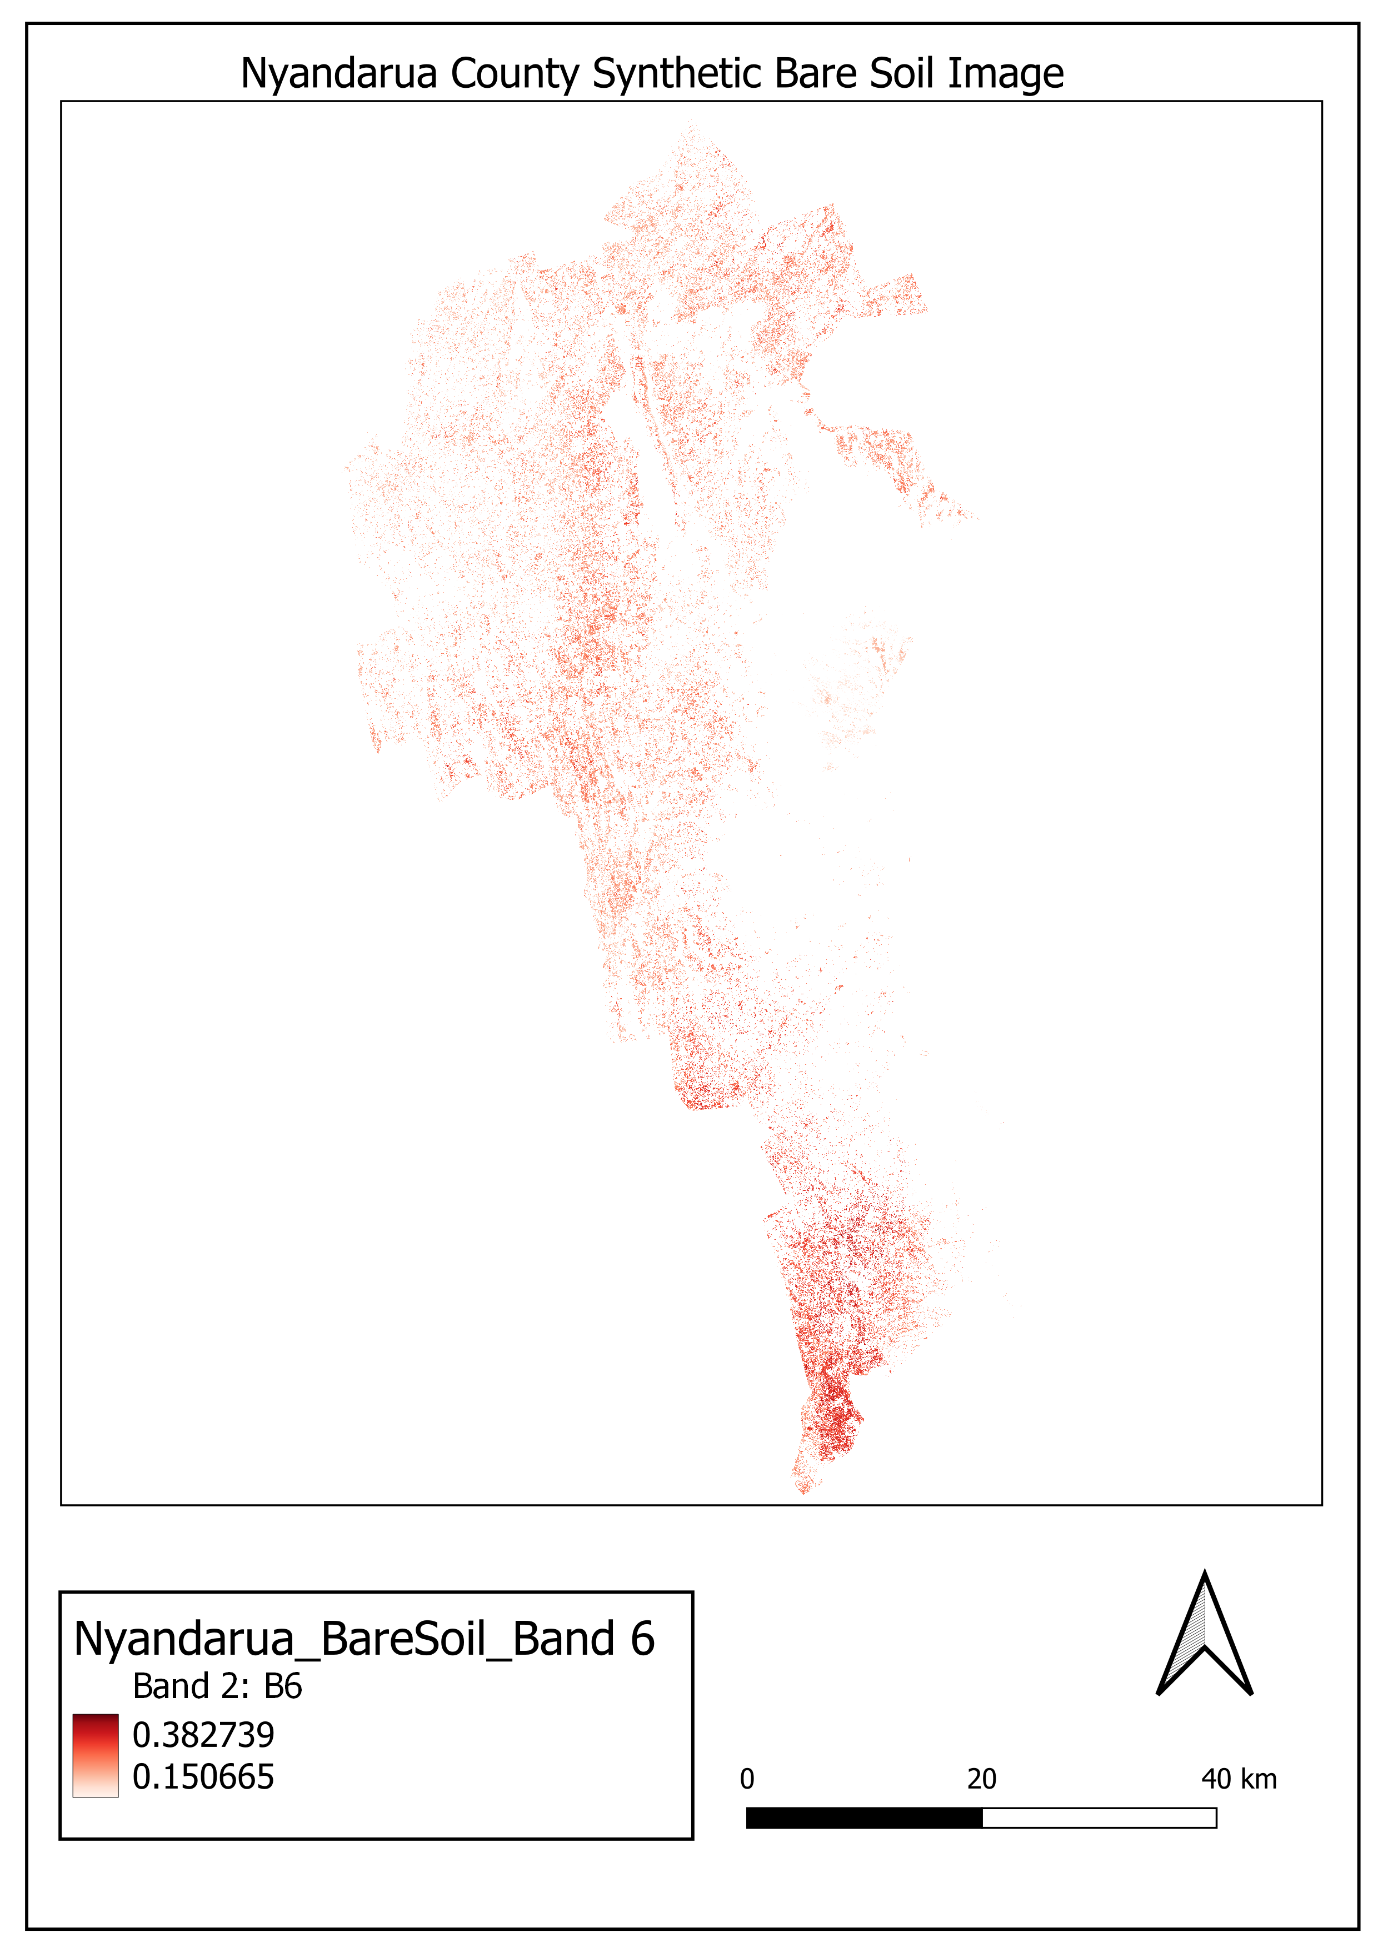 Nyandarua County Synthetic Bare Soil Image
Nyandarua_BareSoil_Band 6
Band 2: B6
0.382739
0.150665
0 20 40 km